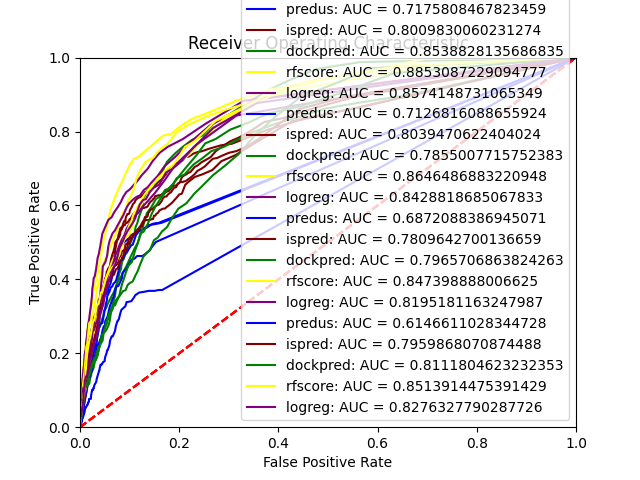 predus: AUC = 0.7175808467823459
ispred: AUC = 0.8009830060231274
Receiver Operating Characteristic
dockpred: AUC = 0.8538828135686835
rfscore: AUC = 0.8853087229094777
logreg: AUC = 0.8574148731065349
predus: AUC = 0.7126816088655924
ispred: AUC = 0.8039470622404024
dockpred: AUC = 0.7855007715752383
rfscore: AUC = 0.8646486883220948
logreg: AUC = 0.8428818685067833
predus: AUC = 0.6872088386945071
ispred: AUC = 0.7809642700136659
dockpred: AUC = 0.7965706863824263
rfscore: AUC = 0.847398888006625
logreg: AUC = 0.8195181163247987
predus: AUC = 0.6146611028344728
ispred: AUC = 0.7959868070874488
dockpred: AUC = 0.8111804623232353
rfscore: AUC = 0.8513914475391429
logreg: AUC = 0.8276327790287726
True Positive Rate
1.0
0.8
0.6
0.4
0.2
0.0
0.0 0.2 0.4 0.6 0.8 1.0
False Positive Rate